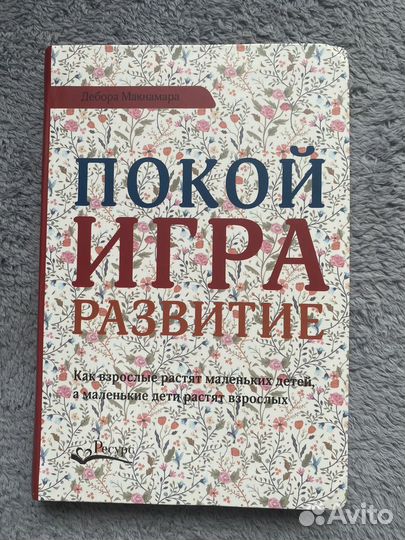 Дебора Макнамара
ПОКОЙ
ИГРА
РАЗВИТИЕ
Как взрослые растят маленьких детей,
а маленькие дети растят взрослых
Ресурс
Avito